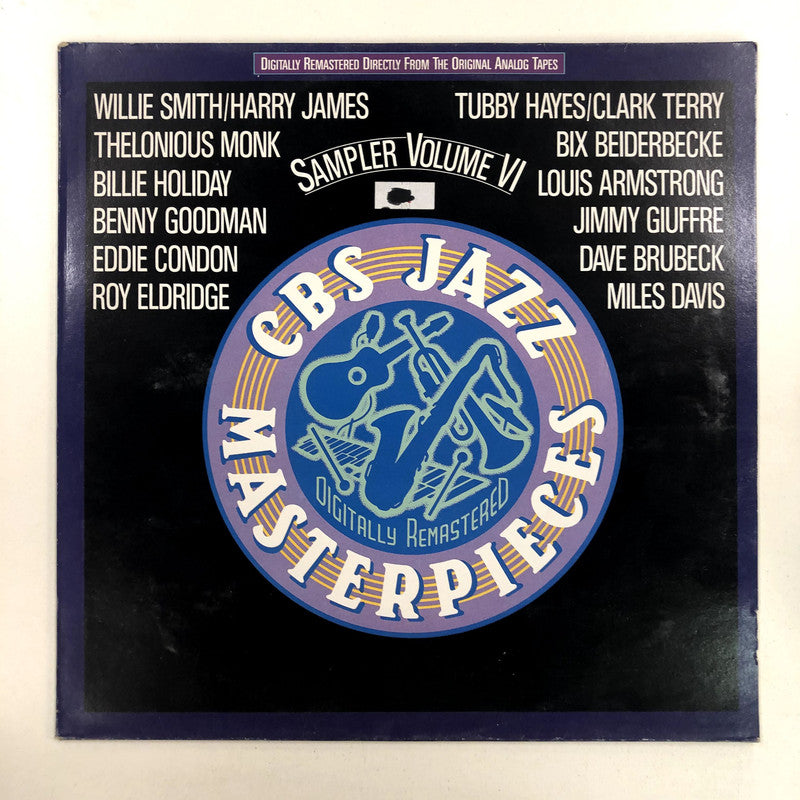 Digitally Remastered Directly From The Original Analog Tapes
WILLIE SMITH/HARRY JAMES
THELONIOUS MONK
BILLIE HOLIDAY
BENNY GOODMAN
EDDIE CONDON
ROY ELDRIDGE
TUBBY HAYES/CLARK TERRY
BIX BEIDERBECKE
LOUIS ARMSTRONG
JIMMY GIUFFRE
DAVE BRUBECK
MILES DAVIS
Sampler Volume VI
CBS JAZZ
MASTERPIECES
Digitally Remastered